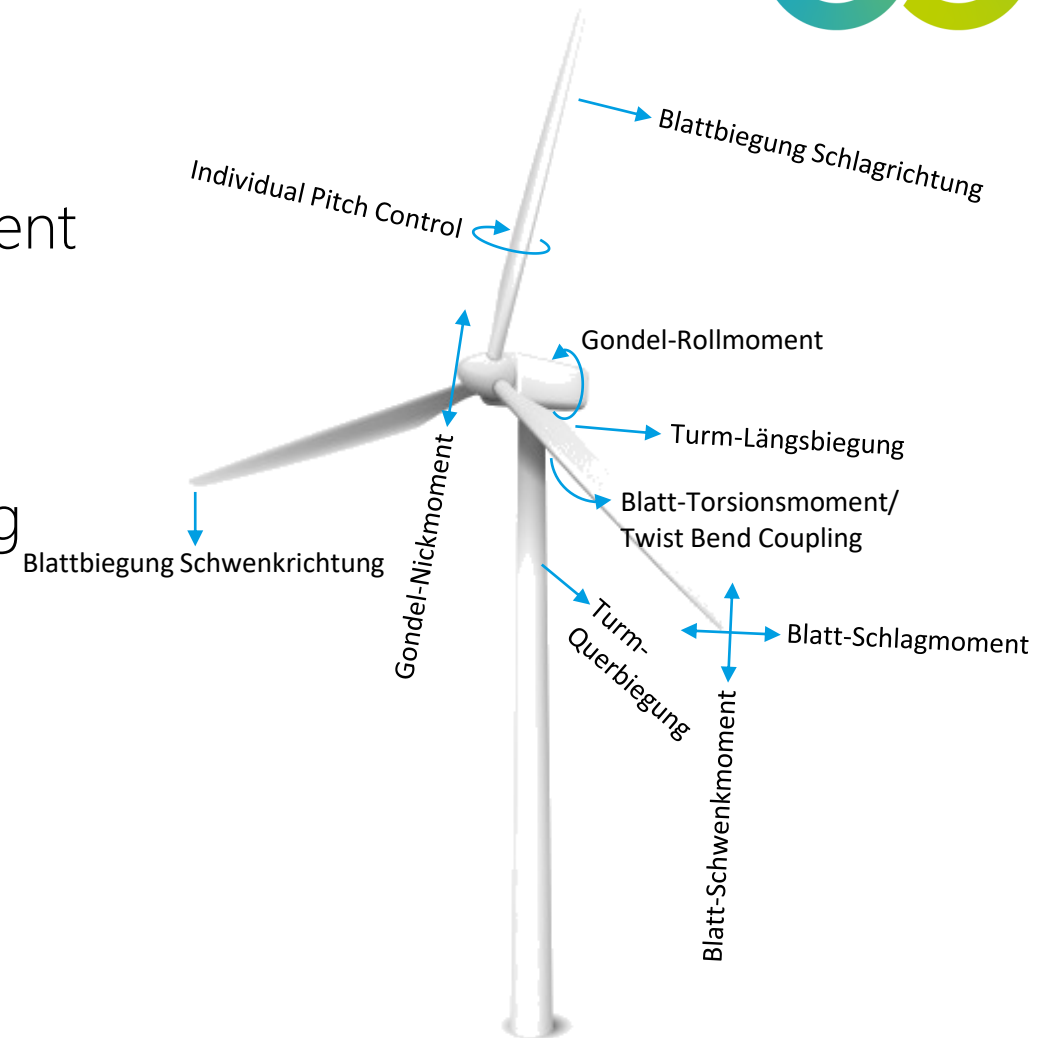 Blattbiegung Schlagrichtung
Individual Pitch Control
ent
Gondel-Rollmoment
Turm-Längsbiegung
Blatt-Torsionsmoment/
Twist Bend Coupling
g
Blattbiegung Schwenkrichtung
Gondel-Nickmoment
Turm-
Querbiegung
Blatt-Schlagmoment
Blatt-Schwenkmoment